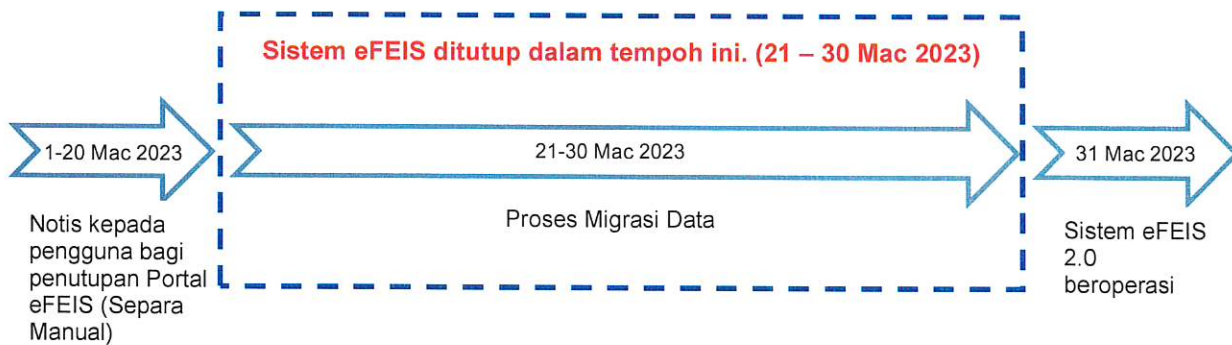 Sistem eFEIS ditutup dalam tempoh ini. (21 – 30 Mac 2023)
1-20 Mac 2023
21-30 Mac 2023
31 Mac 2023
Notis kepada
pengguna bagi
penutupan Portal
eFEIS (Separa
Manual)
Proses Migrasi Data
Sistem eFEIS
2.0
beroperasi